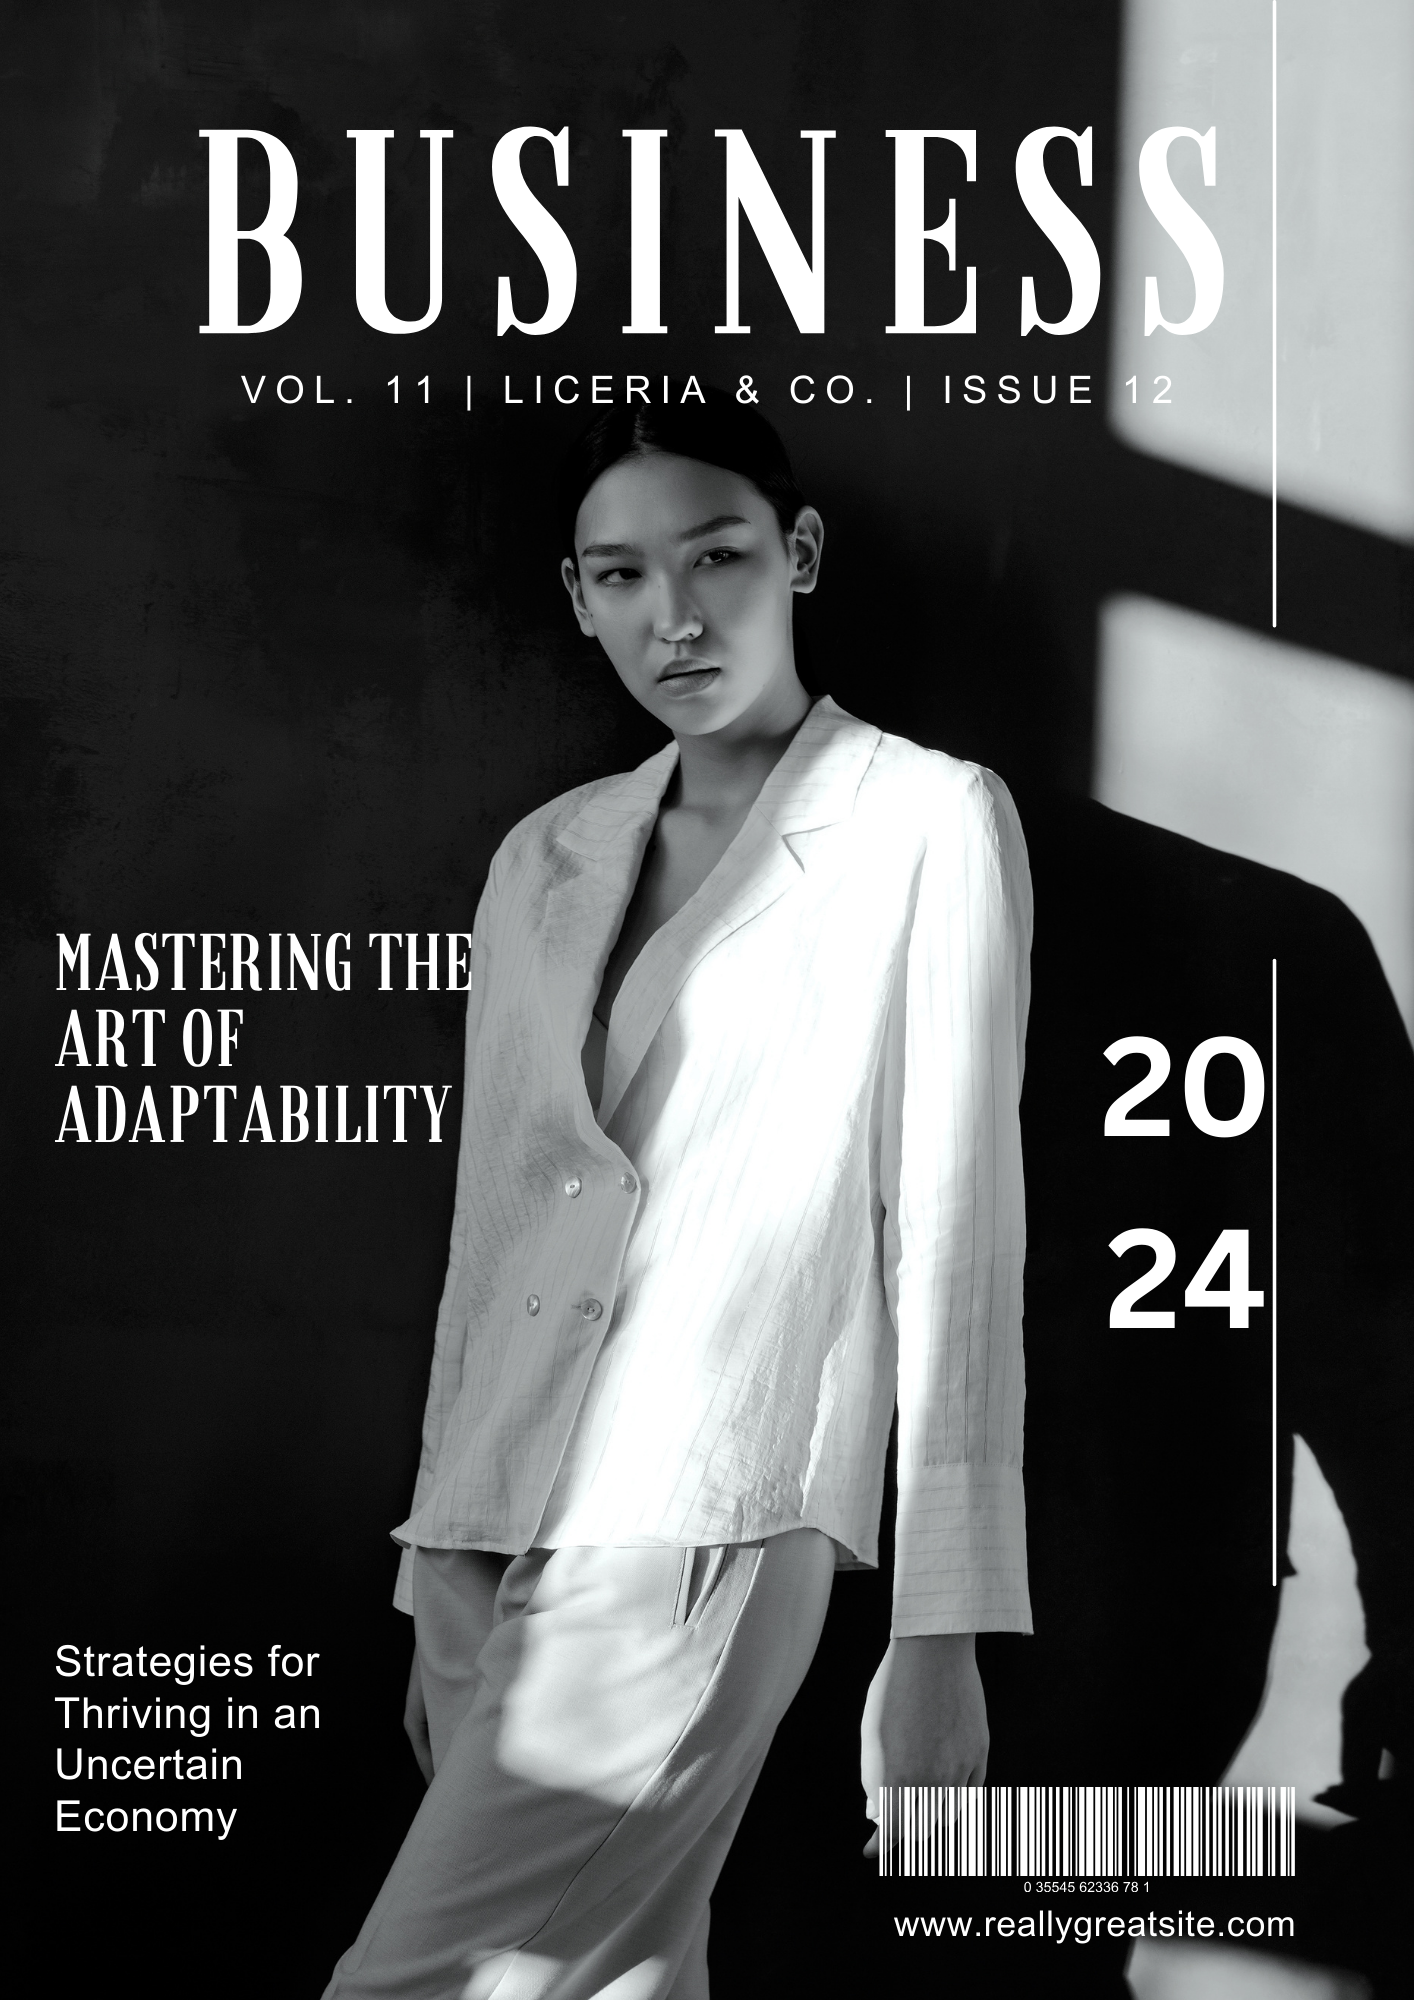 BUSINESS
VOL. 11 | LICERIA & CO. | ISSUE 12
MASTERING THE
ART OF
ADAPTABILITY
20
24
Strategies for
Thriving in an
Uncertain
Economy
0 35545 62336 78 1
www.reallygreatsite.com